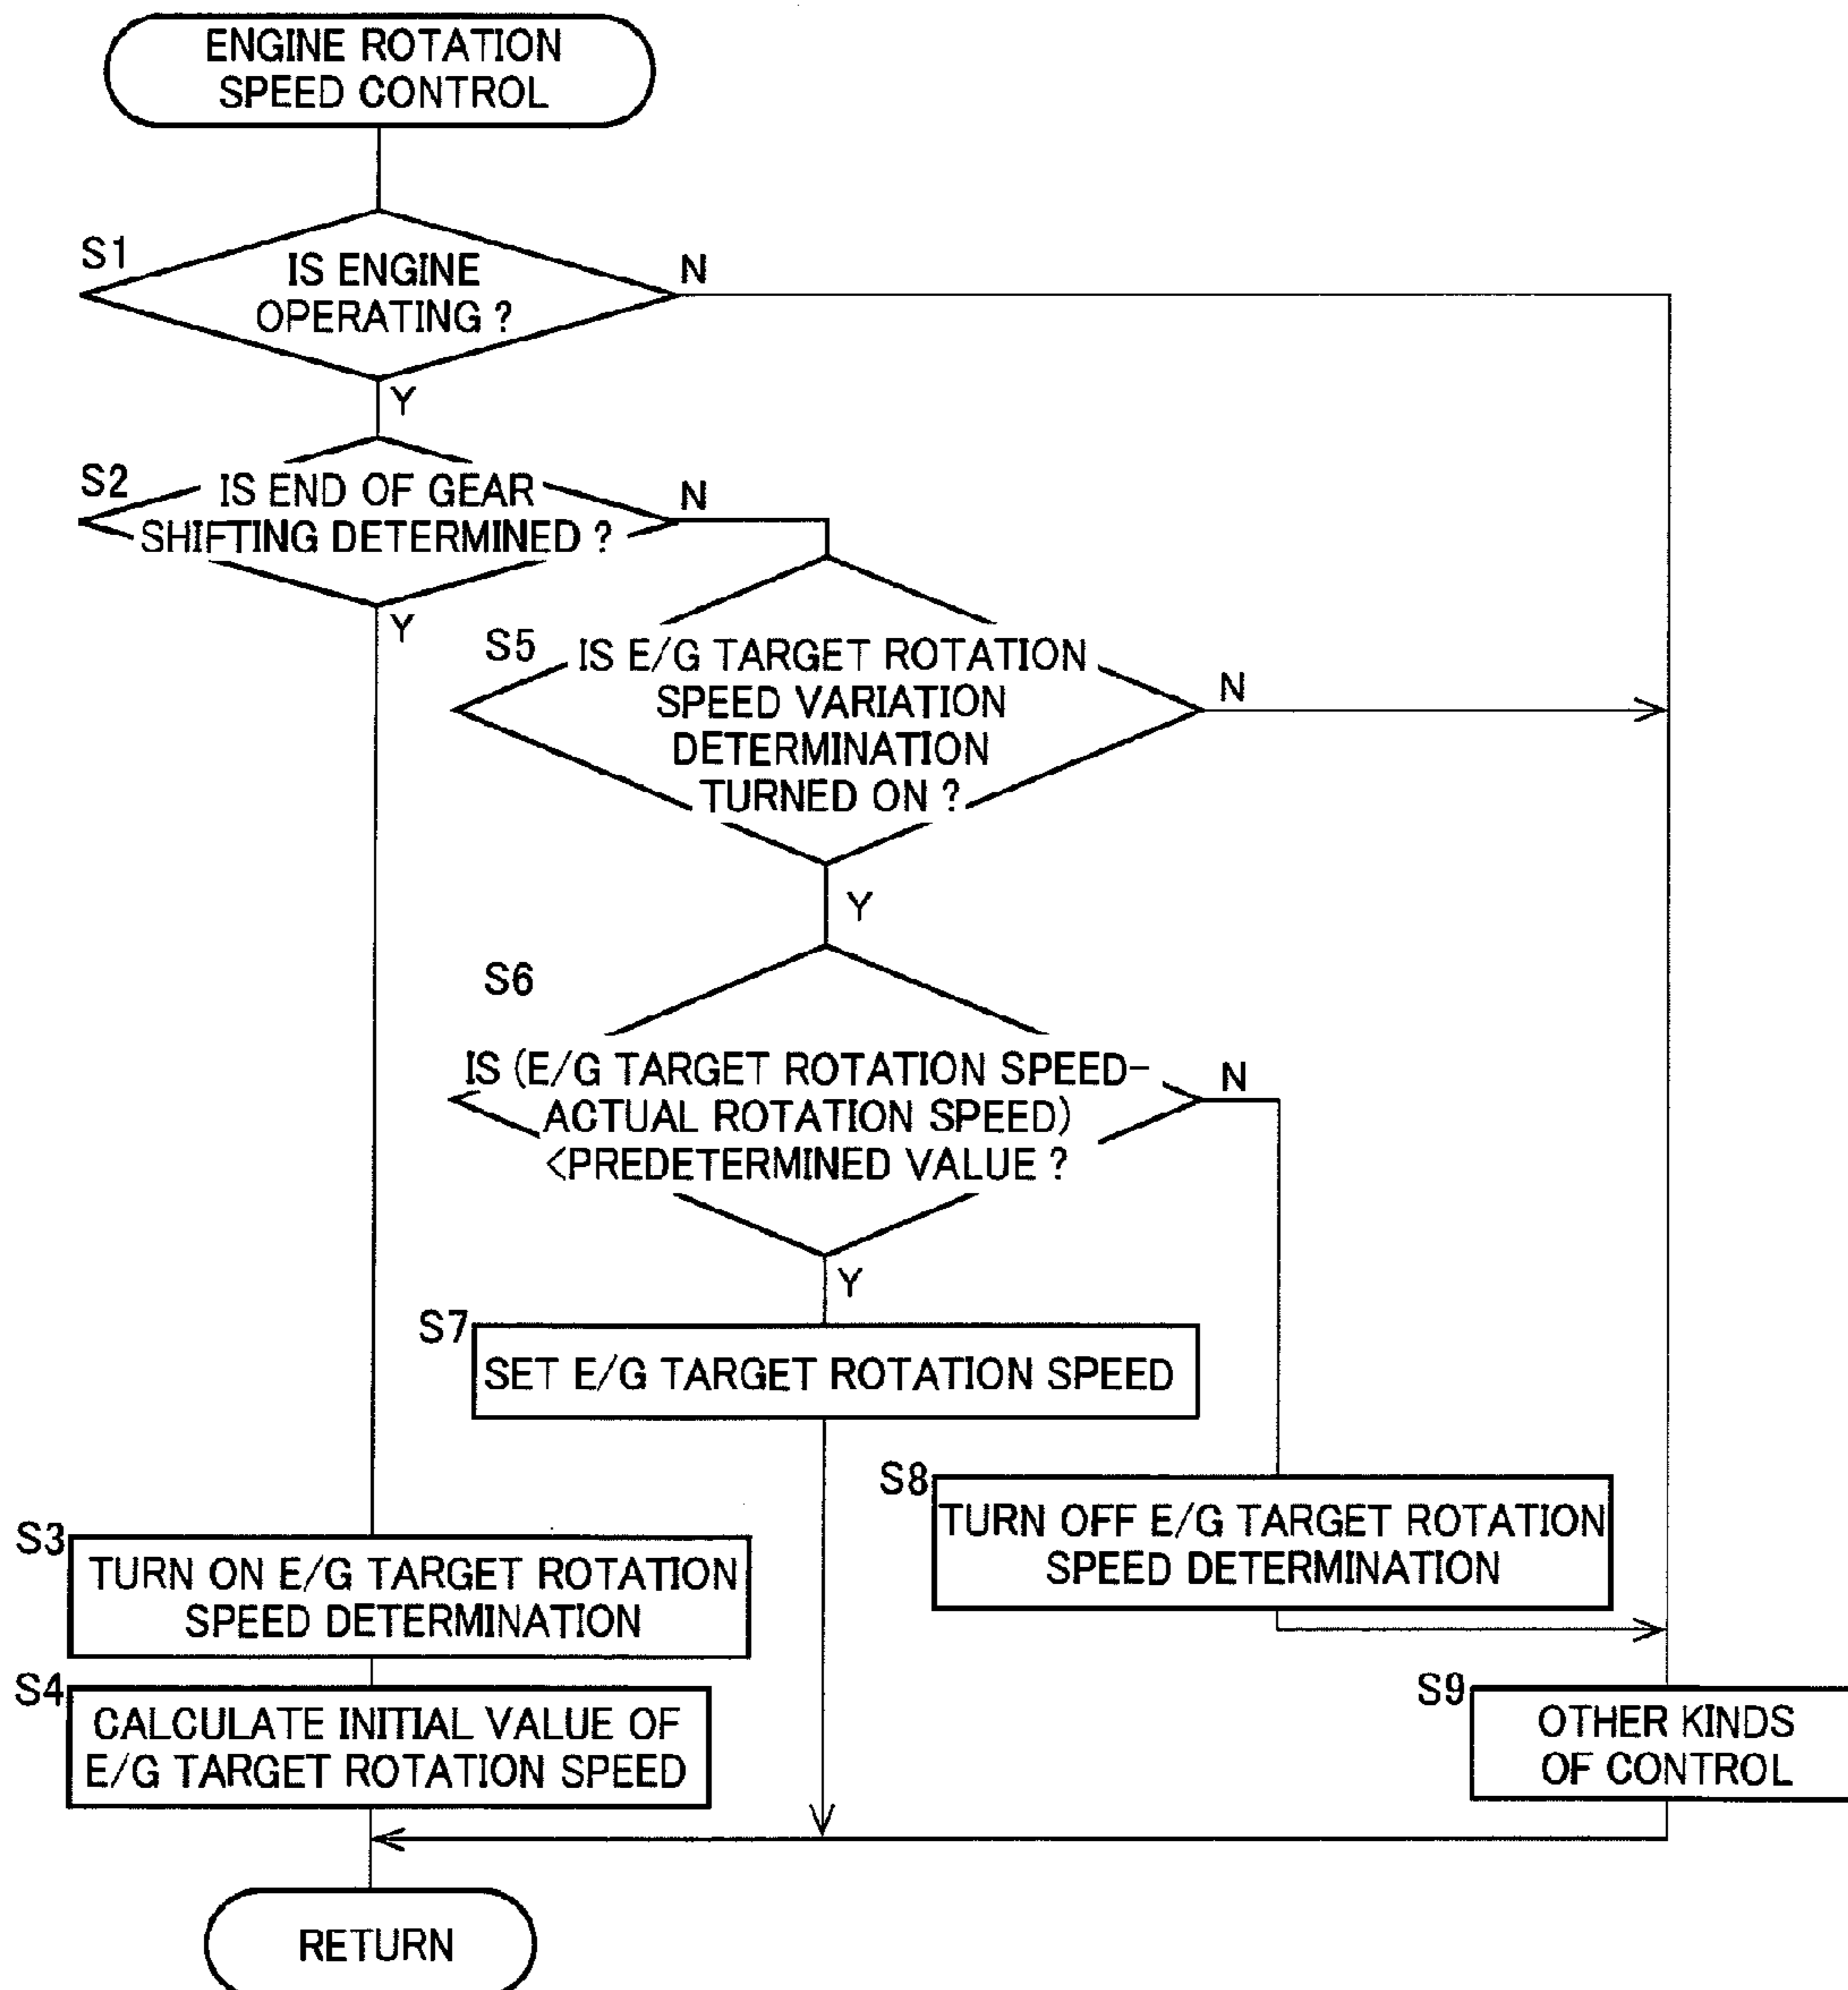 ENGINE ROTATION
SPEED CONTROL
S1
IS ENGINE
OPERATING ?
N
Y
S2
IS END OF GEAR
SHIFTING DETERMINED ?
N
Y
S5
IS E/G TARGET ROTATION
SPEED VARIATION
DETERMINATION
TURNED ON ?
N
Y
S6
IS (E/G TARGET ROTATION SPEED-
ACTUAL ROTATION SPEED)
<PREDETERMINED VALUE ?
N
Y
S7
SET E/G TARGET ROTATION SPEED
S8
TURN OFF E/G TARGET ROTATION
SPEED DETERMINATION
S3
TURN ON E/G TARGET ROTATION
SPEED DETERMINATION
S4
CALCULATE INITIAL VALUE OF
E/G TARGET ROTATION SPEED
S9
OTHER KINDS
OF CONTROL
RETURN